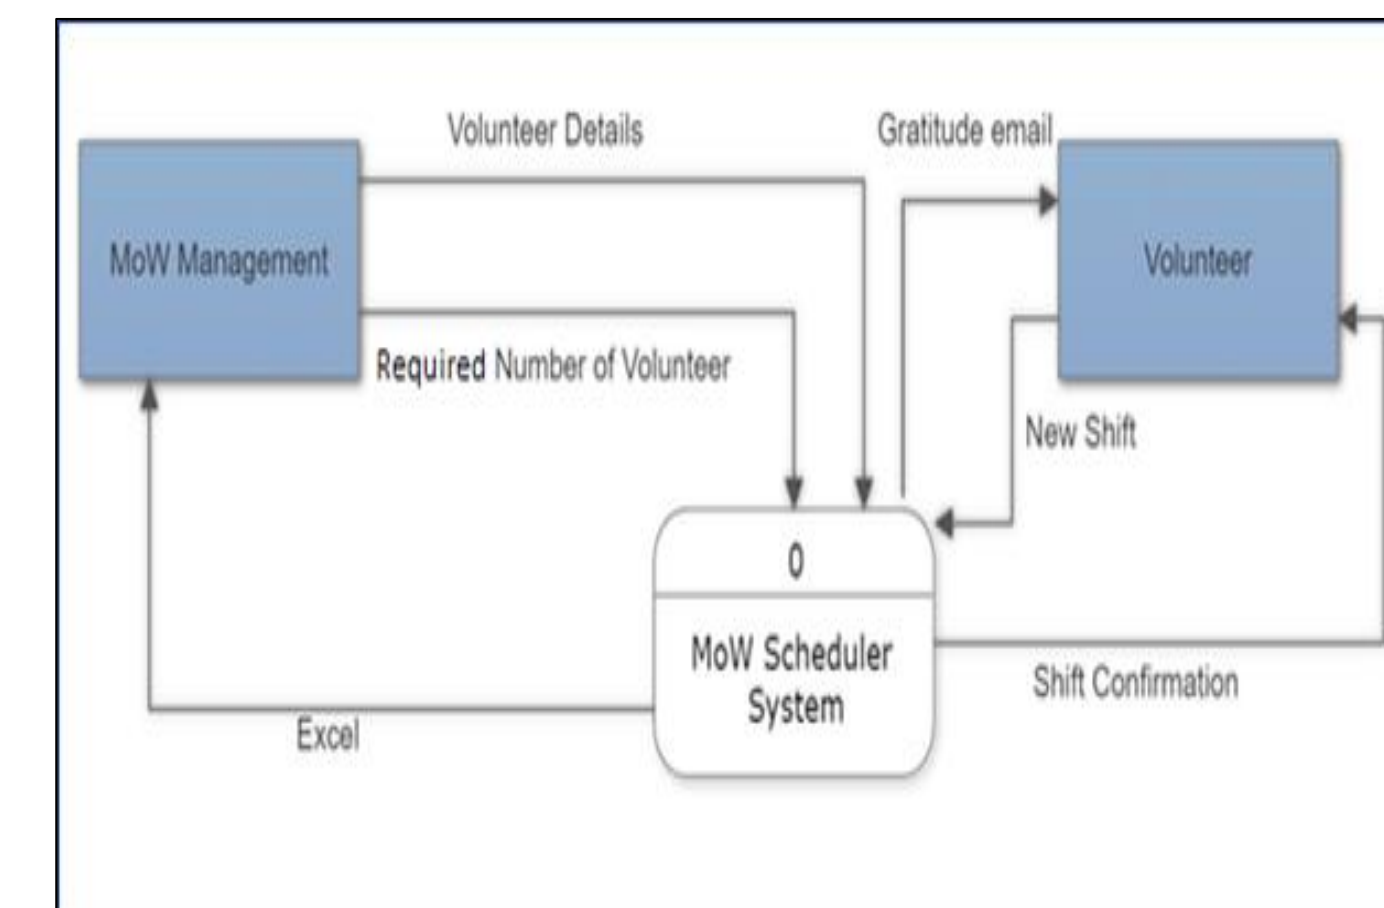 Volunteer Details
Gratitude email
MoW Management
Volunteer
Required Number of Volunteer
New Shift
0
MoW Scheduler
System
Shift Confirmation
Excel